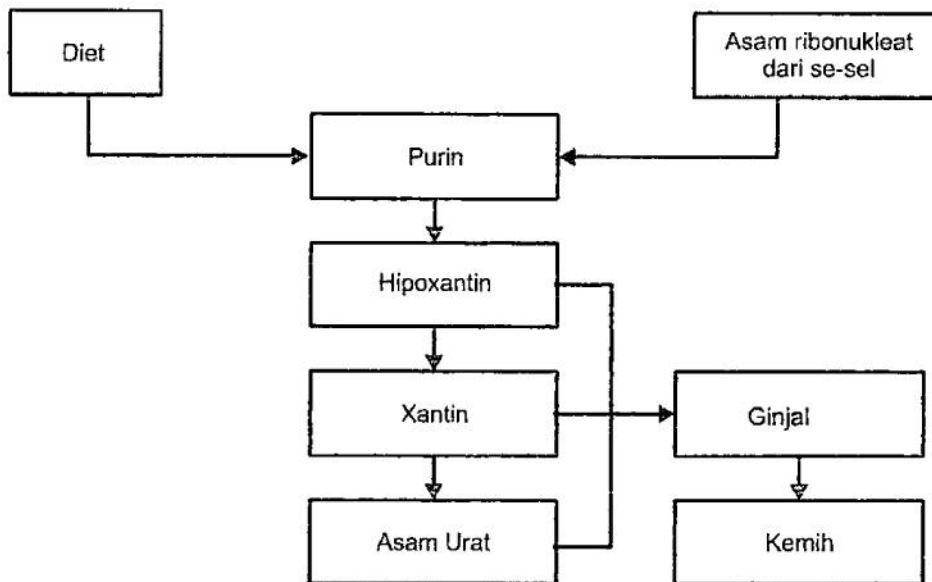 Diet
Asam ribonukleat
dari se-sel
Purin
Hipoxantin
Xantin
Ginjal
Asam Urat
Kemih